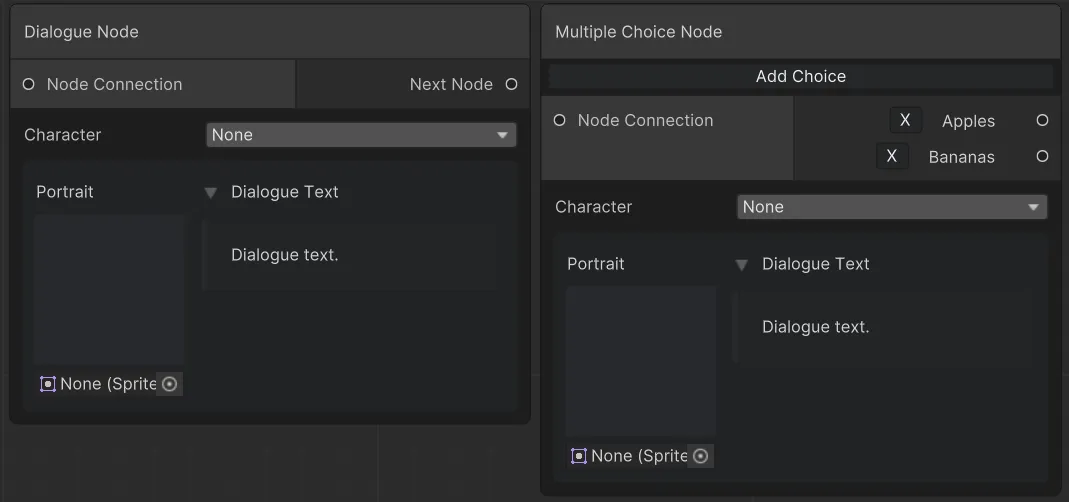 Dialogue Node
Node Connection
Next Node
Character
None
Portrait
Dialogue Text
Dialogue text.
None (Sprite
Multiple Choice Node
Add Choice
Node Connection
X Apples
X Bananas
Character
None
Portrait
Dialogue Text
Dialogue text.
None (Sprite